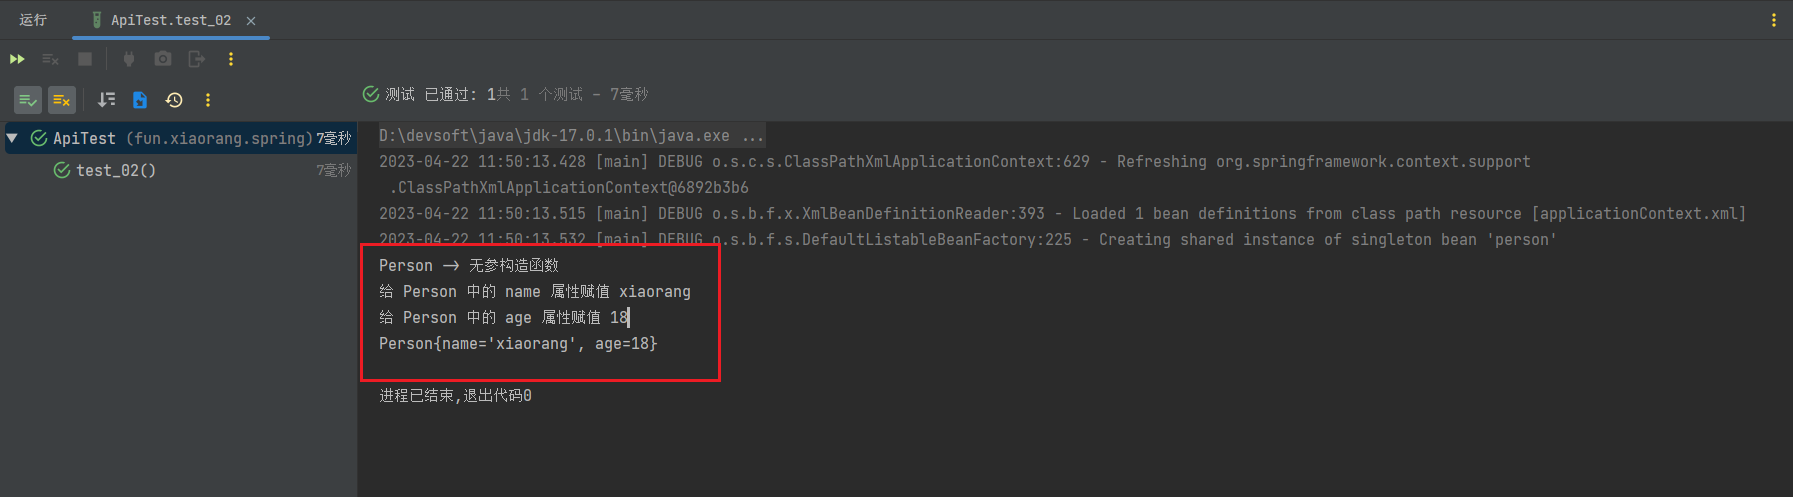 运行
ApiTest.test_02
测试 已通过: 1共 1 个测试 – 7毫秒
ApiTest (fun.xiaorang.spring) 7毫秒
test_02() 7毫秒
D:\devsoft\java\jdk-17.0.1\bin\java.exe ...
2023-04-22 11:50:13.428 [main] DEBUG o.s.c.s.ClassPathXmlApplicationContext:629 - Refreshing org.springframework.context.support
.ClassPathXmlApplicationContext@6892b3b6
2023-04-22 11:50:13.515 [main] DEBUG o.s.b.f.x.XmlBeanDefinitionReader:393 - Loaded 1 bean definitions from class path resource [applicationContext.xml]
2023-04-22 11:50:13.532 [main] DEBUG o.s.b.f.s.DefaultListableBeanFactory:225 - Creating shared instance of singleton bean 'person'
Person -> 无参构造函数
给 Person 中的 name 属性赋值 xiaorang
给 Person 中的 age 属性赋值 18
Person{name='xiaorang', age=18}
进程已结束,退出代码0